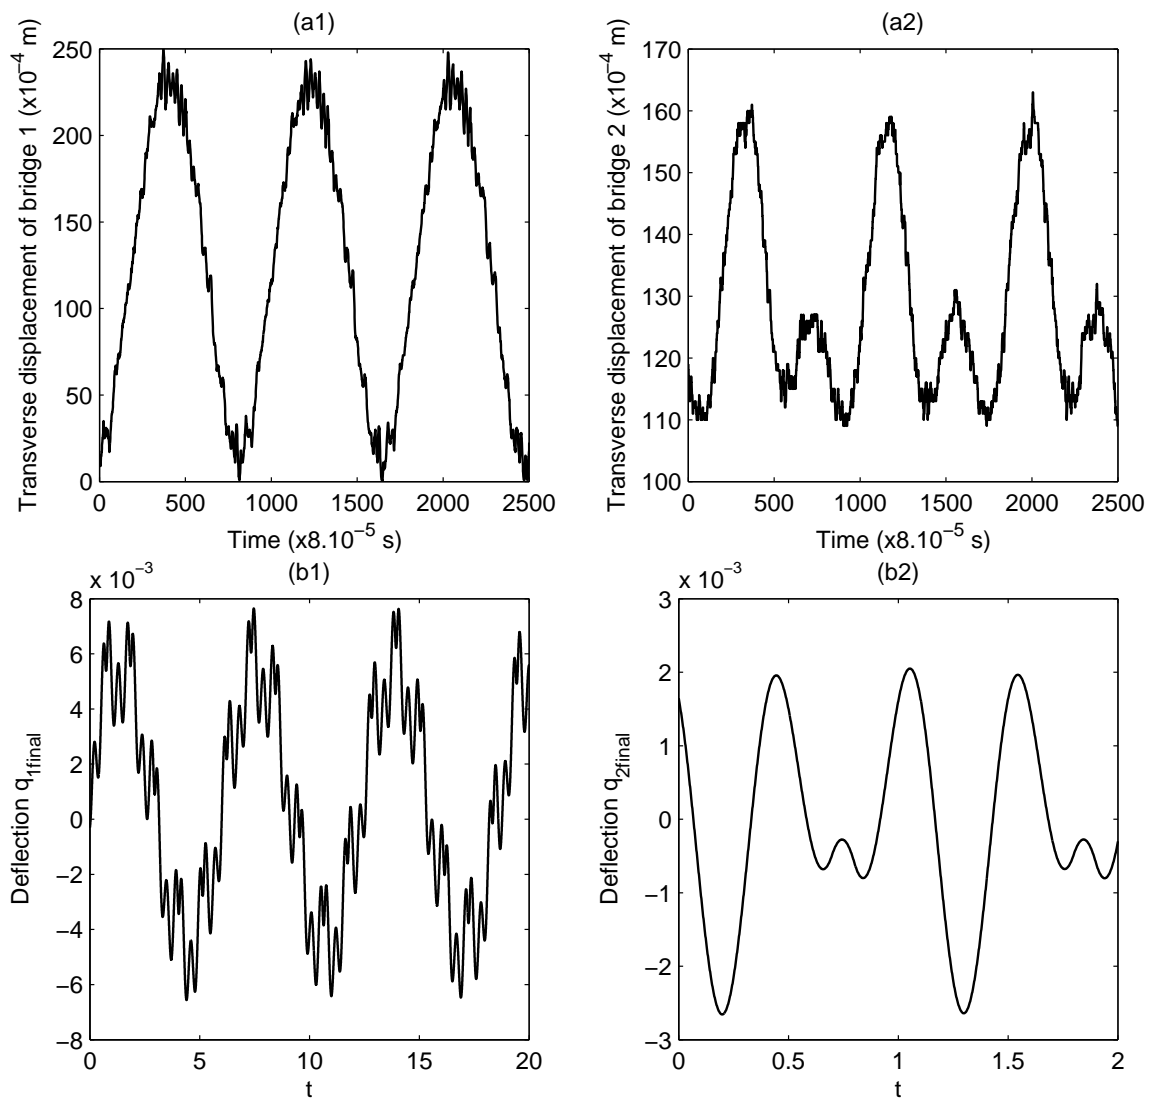 (a1)
Transverse displacement of bridge 1 (x10⁻⁴ m)
250
200
150
100
50
0
0 500 1000 1500 2000 2500
Time (x8.10⁻⁵ s)
(a2)
Transverse displacement of bridge 2 (x10⁻⁴ m)
170
160
150
140
130
120
110
100
0 500 1000 1500 2000 2500
Time (x8.10⁻⁵ s)
(b1)
x 10⁻³
Deflection q₁final
8
6
4
2
0
−2
−4
−6
−8
0 5 10 15 20
t
(b2)
x 10⁻³
Deflection q₂final
3
2
1
0
−1
−2
−3
0 0.5 1 1.5 2
t